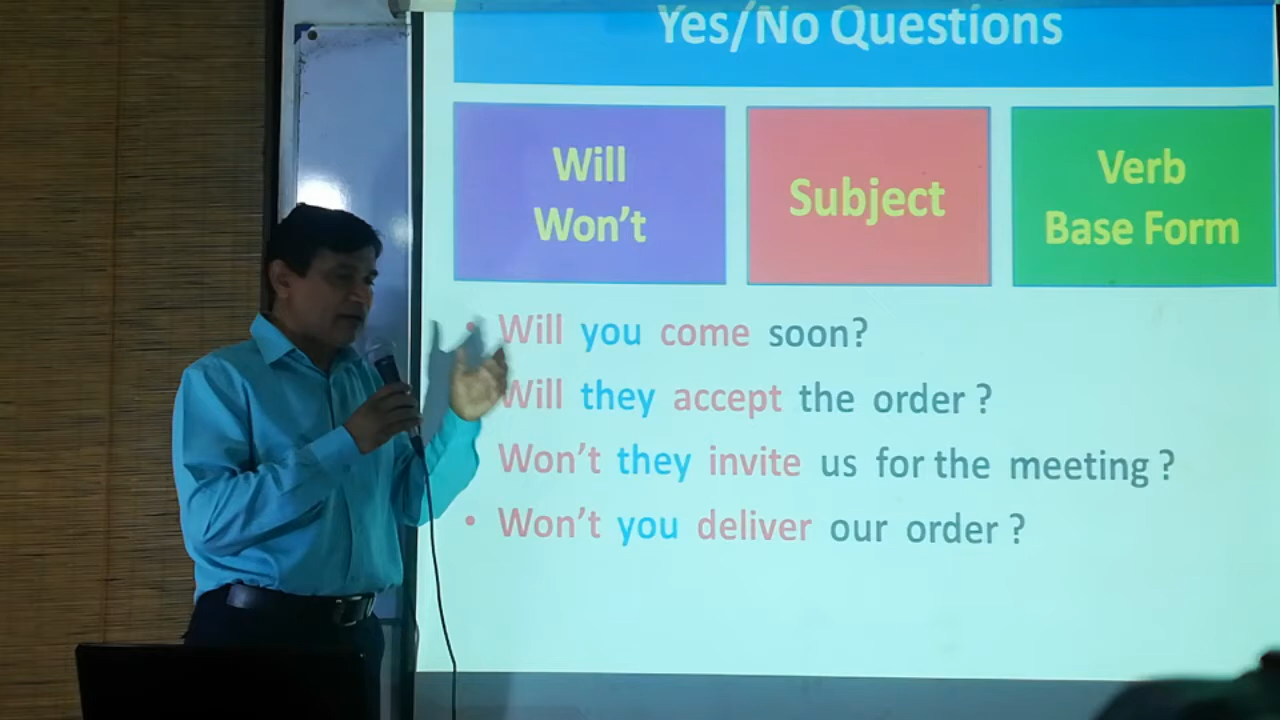 Yes/No Questions
Will
Won't
Subject
Verb
Base Form
• Will you come soon?
Will they accept the order ?
Won't they invite us for the meeting ?
• Won't you deliver our order ?